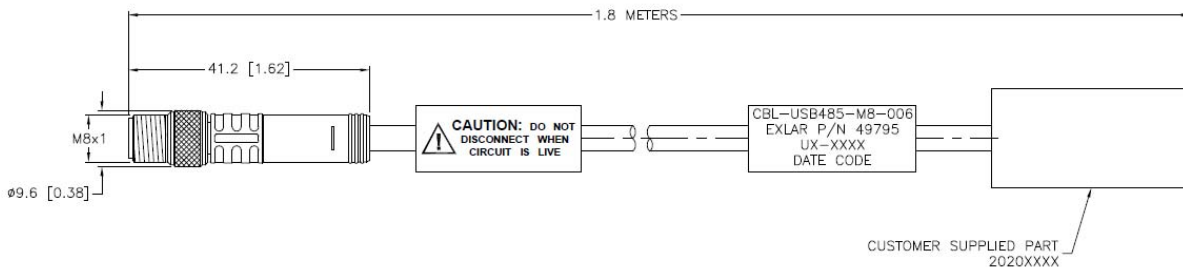 1.8 METERS
41.2 [1.62]
M8x1
ø9.6 [0.38]
CAUTION: DO NOT
DISCONNECT WHEN
CIRCUIT IS LIVE
CBL-USB485-M8-006
EXLAR P/N 49795
UX-XXXX
DATE CODE
CUSTOMER SUPPLIED PART
2020XXXX